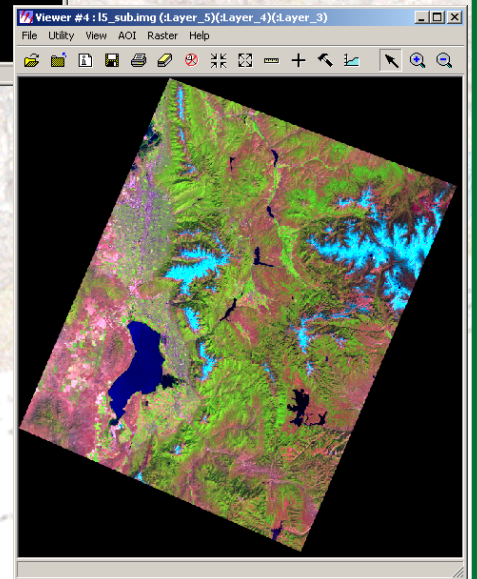 Viewer #4 : l5_sub.img (:Layer_5)(:Layer_4)(:Layer_3)
File Utility View AOI Raster Help